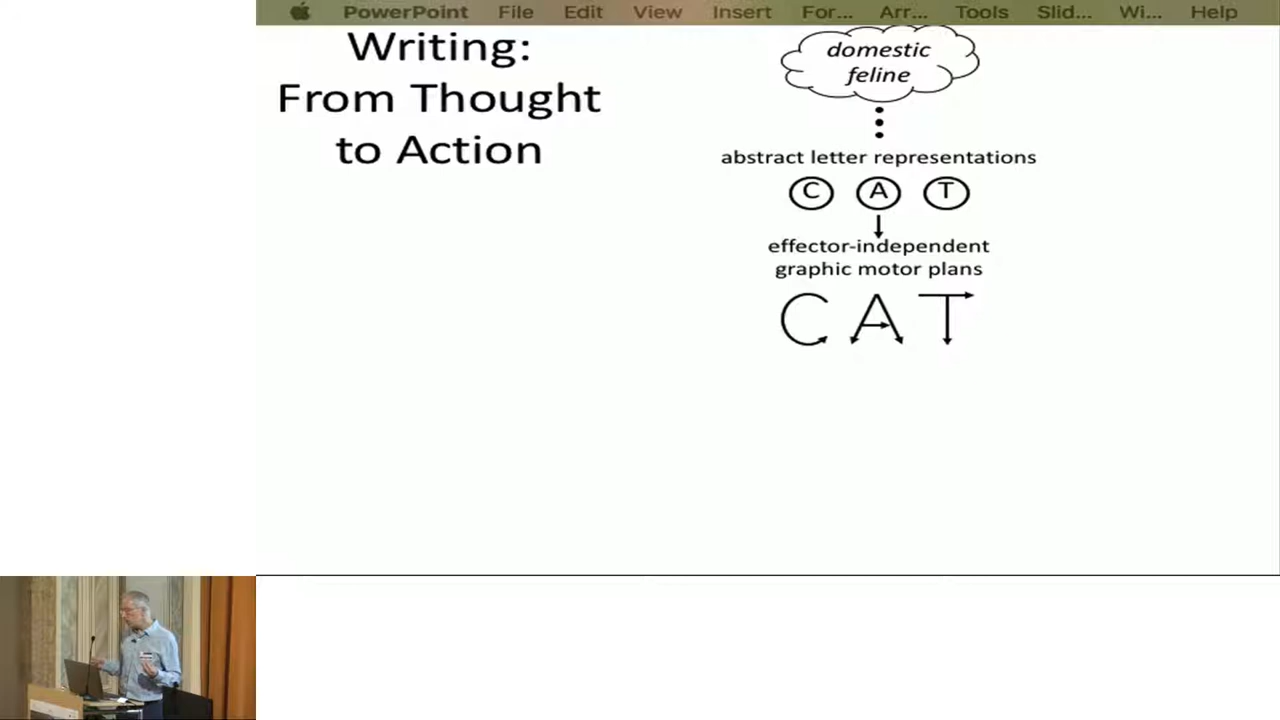 PowerPoint File Edit View Insert For... Arr... Tools Slid... Wi... Help
Writing:
From Thought
to Action
domestic
feline
abstract letter representations
C A T
effector-independent
graphic motor plans
C A T